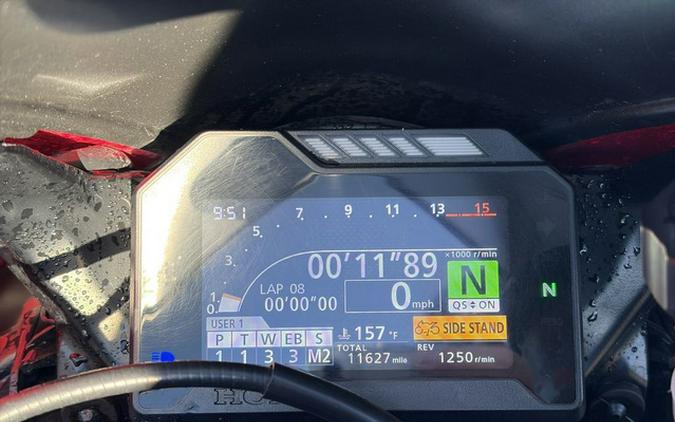 9:51
7 9 11 13 15
5
×1000 r/min
3
00'11"89
N
LAP 08
1
00'00"00
0 mph
0
QS ON
N
USER 1
157 °F
SIDE STAND
P T W EB S
TOTAL
REV
1 1 3 3 M2
11627 mile
1250 r/min